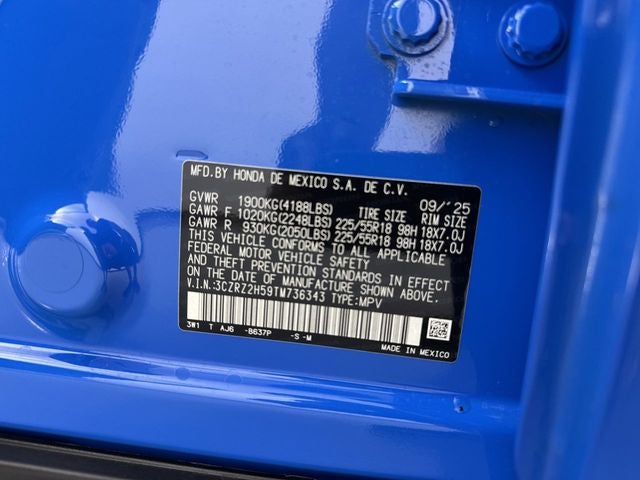 MFD. BY HONDA DE MEXICO S.A. DE C.V.
09/'25
GVWR 1900KG(4188LBS) TIRE SIZE RIM SIZE
GAWR F 1020KG(2248LBS) 225/55R18 98H 18X7.0J
GAWR R 930KG(2050LBS) 225/55R18 98H 18X7.0J
THIS VEHICLE CONFORMS TO ALL APPLICABLE
FEDERAL MOTOR VEHICLE SAFETY
AND THEFT PREVENTION STANDARDS IN EFFECT
ON THE DATE OF MANUFACTURE SHOWN ABOVE.
V.I.N.:3CZRZ2H59TM736343 TYPE:MPV
3W1 T AJ6 -B637P -S -M
MADE IN MEXICO